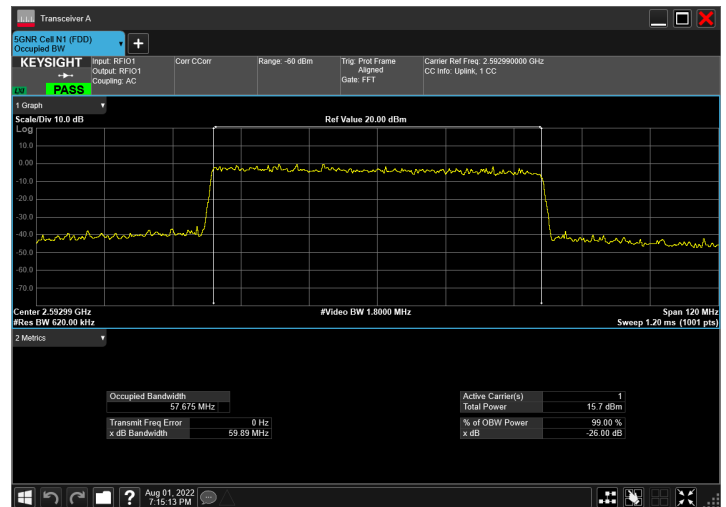 Transceiver A
5GNR Cell N1 (FDD)
Occupied BW
KEYSIGHT
LXI
PASS
Input: RFIO1
Output: RFIO1
Coupling: AC
Corr CCorr
Range: -60 dBm
Trig: Prot Frame
Aligned
Gate: FFT
Carrier Ref Freq: 2.592990000 GHz
CC Info: Uplink, 1 CC
1 Graph
Scale/Div 10.0 dB
Ref Value 20.00 dBm
Log
10.0
0.00
-10.0
-20.0
-30.0
-40.0
-50.0
-60.0
-70.0
Center 2.59299 GHz
#Video BW 1.8000 MHz
Span 120 MHz
#Res BW 620.00 kHz
Sweep 1.20 ms (1001 pts)
2 Metrics
Occupied Bandwidth
57.675 MHz
Transmit Freq Error 0 Hz
x dB Bandwidth 59.89 MHz
Active Carrier(s) 1
Total Power 15.7 dBm
% of OBW Power 99.00 %
x dB -26.00 dB
?
Aug 01, 2022
7:15:13 PM